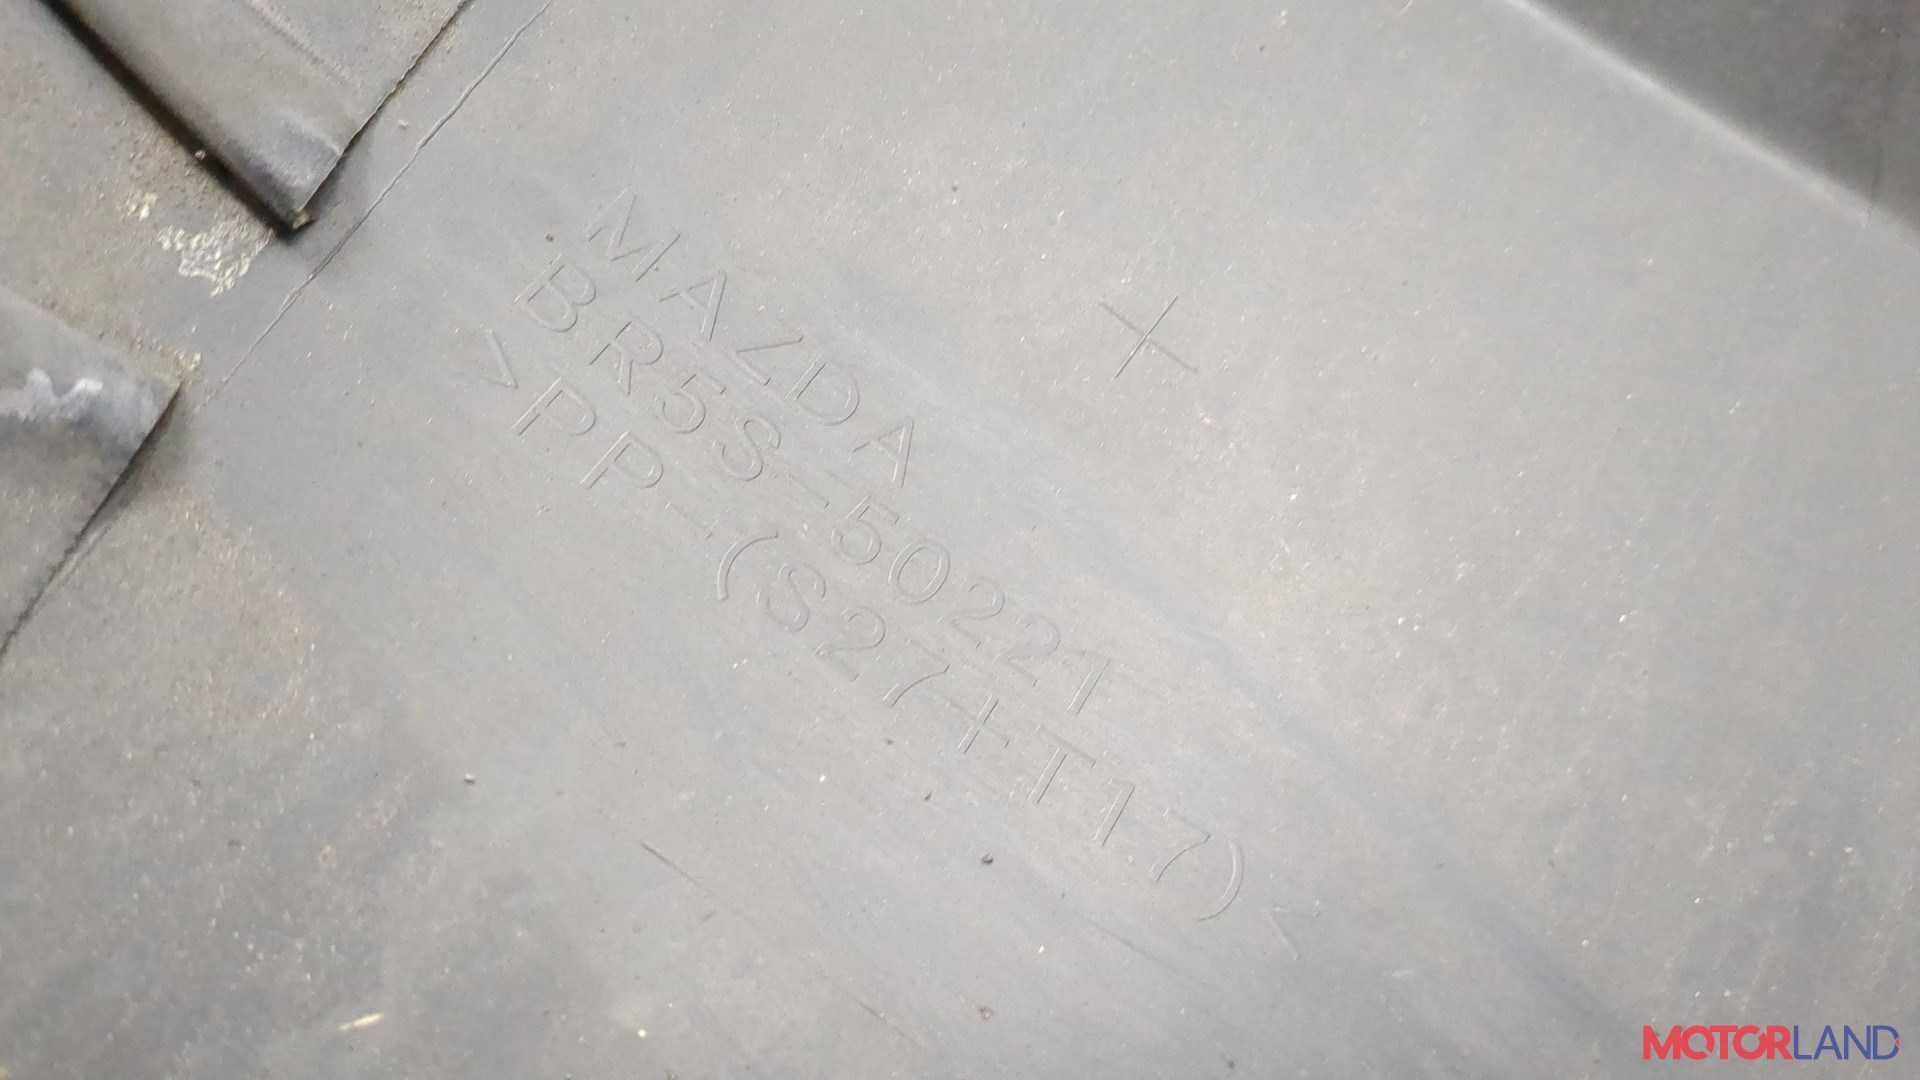 MAZDA
BR5S-50221
>PP-(S27+T17)<
MOTORLAND